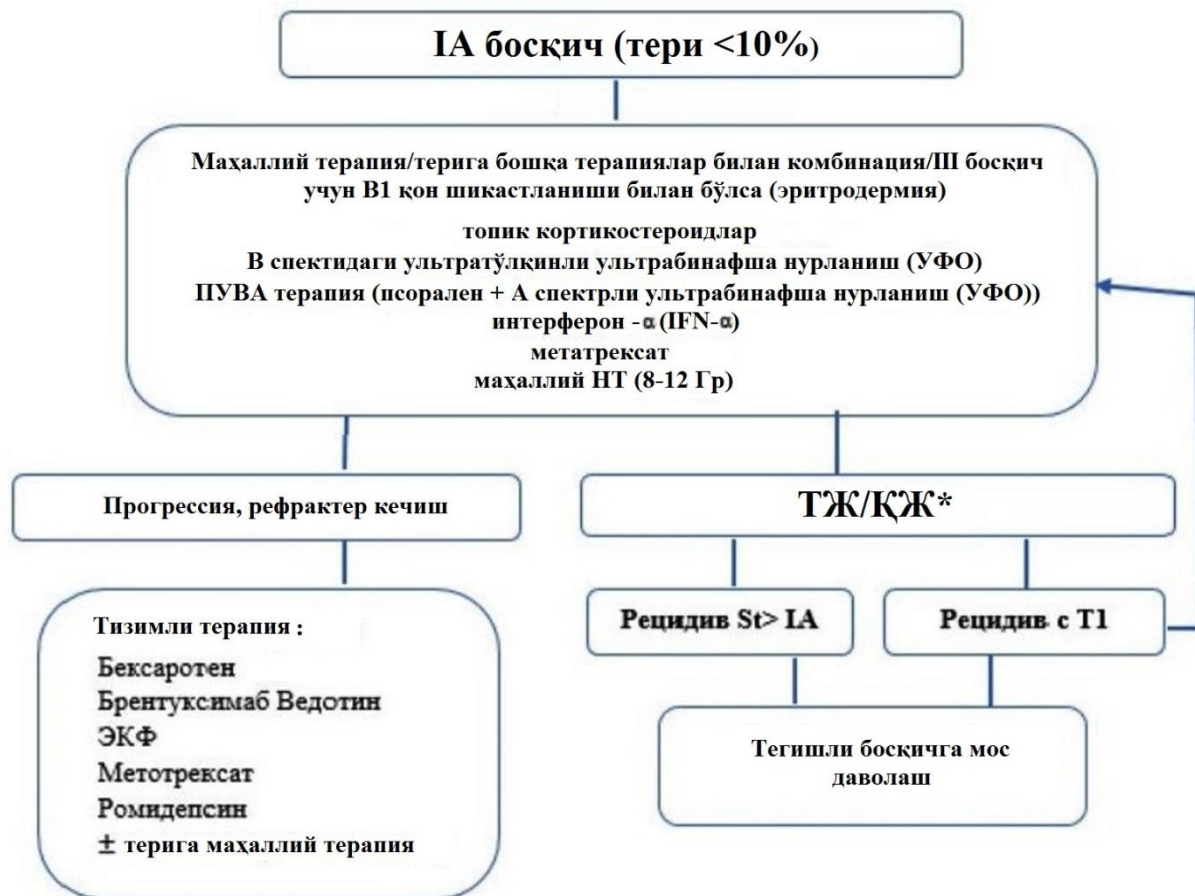 IA босқич (тери <10%)
Маҳаллий терапия/терига бошқа терапиялар билан комбинация/III босқич
учун B1 қон шикастланиши билан бўлса (эритродермия)
топик кортикостероидлар
В спектидаги ультратўлқинли ультрабинафша нурланиш (УФО)
ПУВА терапия (псорален + А спектрли ультрабинафша нурланиш (УФО))
интерферон -α (IFN-α)
метатрексат
маҳаллий НТ (8-12 Гр)
Прогрессия, рефрактер кечиш
ТЖ/ҚЖ*
Тизимли терапия :
Бексаротен
Брентуксимаб Ведотин
ЭКФ
Метотрексат
Ромидепсин
± терига маҳаллий терапия
Рецидив St> IA
Рецидив с T1
Тегишли босқичга мос
даволаш